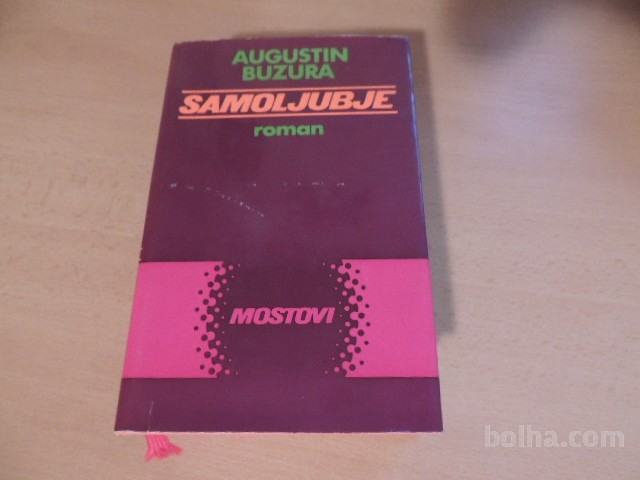 AUGUSTIN
BUZURA
SAMOLJUBJE
roman
MOSTOVI
bolha.com